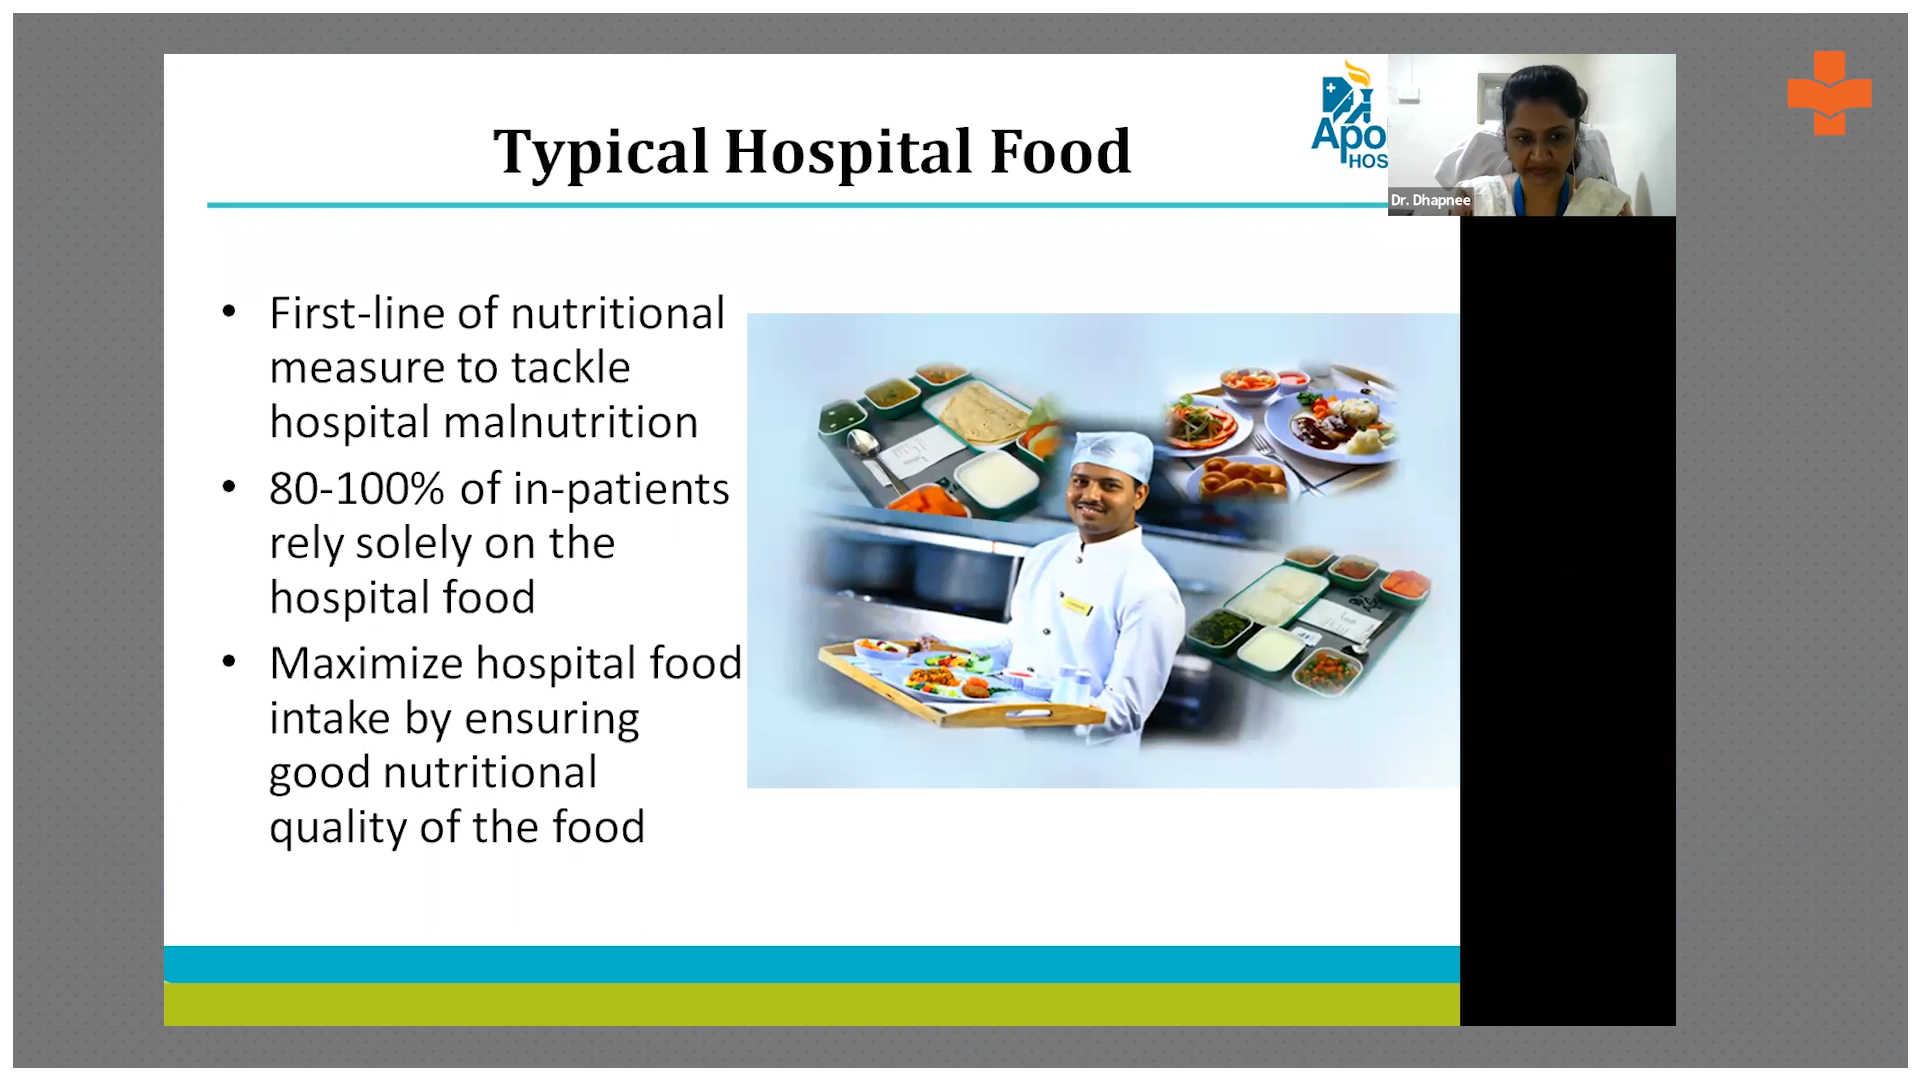 Typical Hospital Food
Apo
HOS
Dr. Dhapnee
• First-line of nutritional
measure to tackle
hospital malnutrition
• 80-100% of in-patients
rely solely on the
hospital food
• Maximize hospital food
intake by ensuring
good nutritional
quality of the food